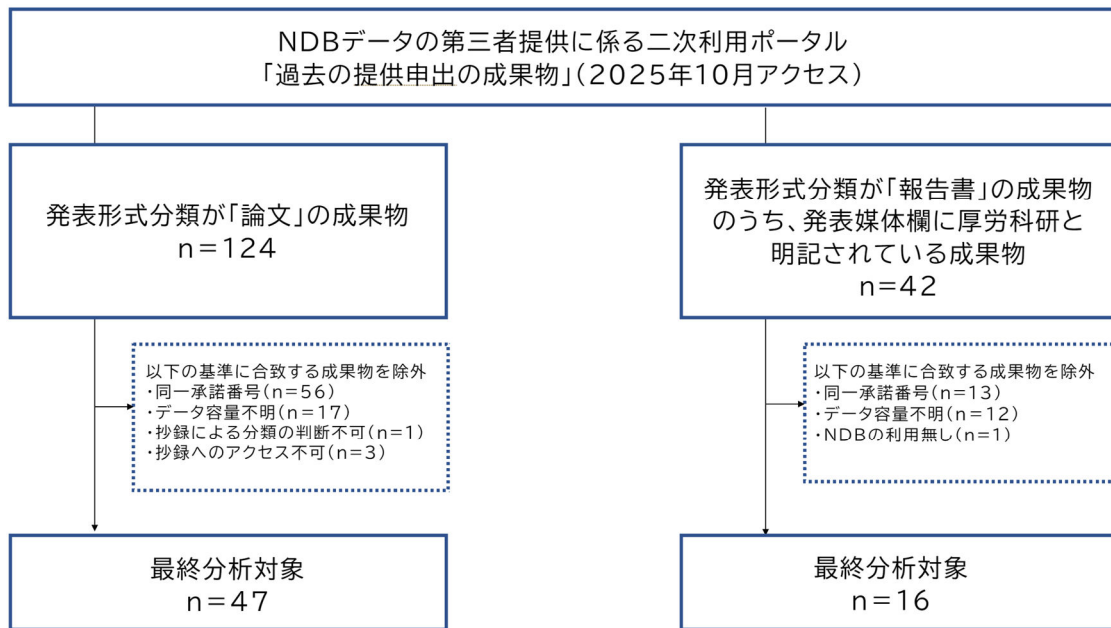 NDBデータの第三者提供に係る二次利用ポータル
「過去の提供申出の成果物」(2025年10月アクセス)
発表形式分類が「論文」の成果物
n=124
発表形式分類が「報告書」の成果物
のうち、発表媒体欄に厚労科研と
明記されている成果物
n=42
以下の基準に合致する成果物を除外
・同一承諾番号(n=56)
・データ容量不明(n=17)
・抄録による分類の判断不可(n=1)
・抄録へのアクセス不可(n=3)
以下の基準に合致する成果物を除外
・同一承諾番号(n=13)
・データ容量不明(n=12)
・NDBの利用無し(n=1)
最終分析対象
n=47
最終分析対象
n=16